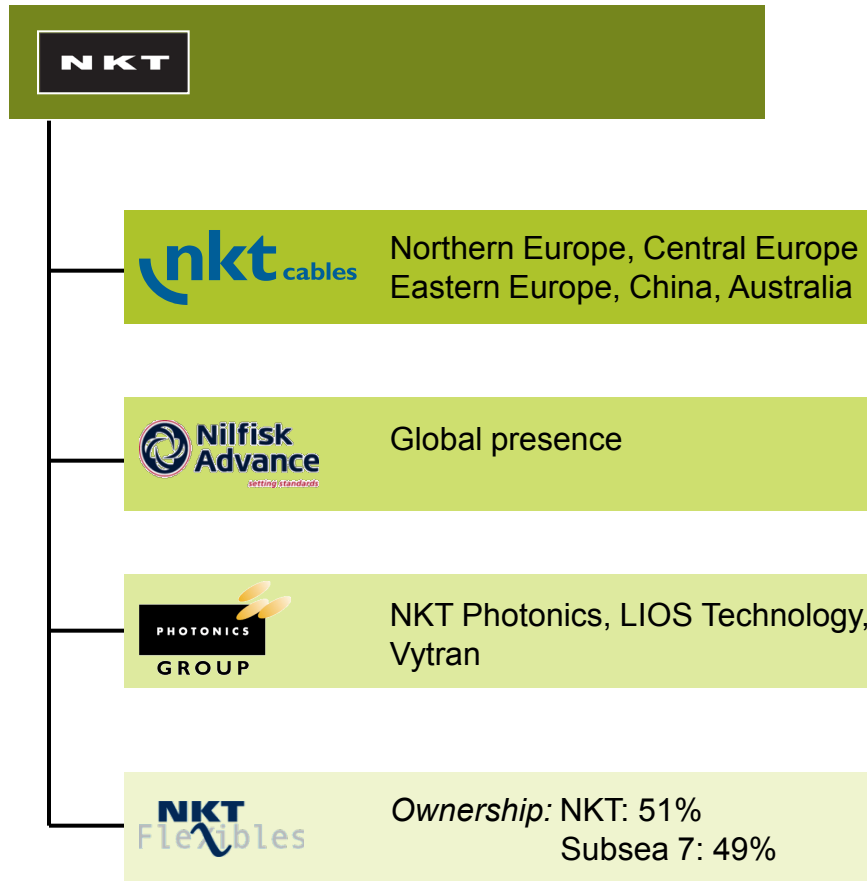 NKT
nkt cables
Northern Europe, Central Europe
Eastern Europe, China, Australia
Nilfisk
Advance
setting standards
Global presence
PHOTONICS
GROUP
NKT Photonics, LIOS Technology,
Vytran
NKT
Flexibles
Ownership: NKT: 51%
Subsea 7: 49%